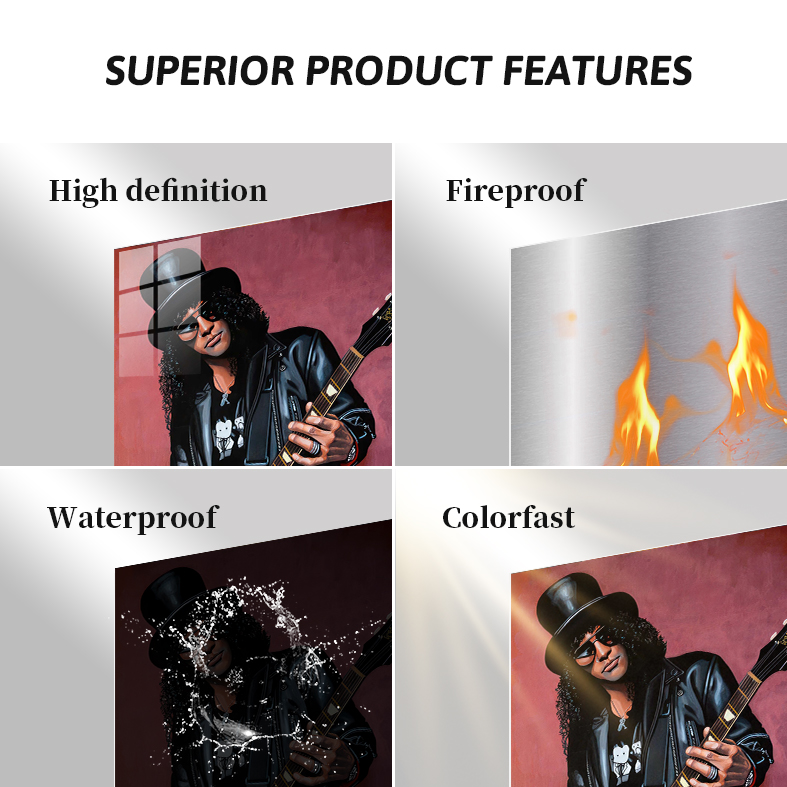 SUPERIOR PRODUCT FEATURES
High definition
Fireproof
Waterproof
Colorfast